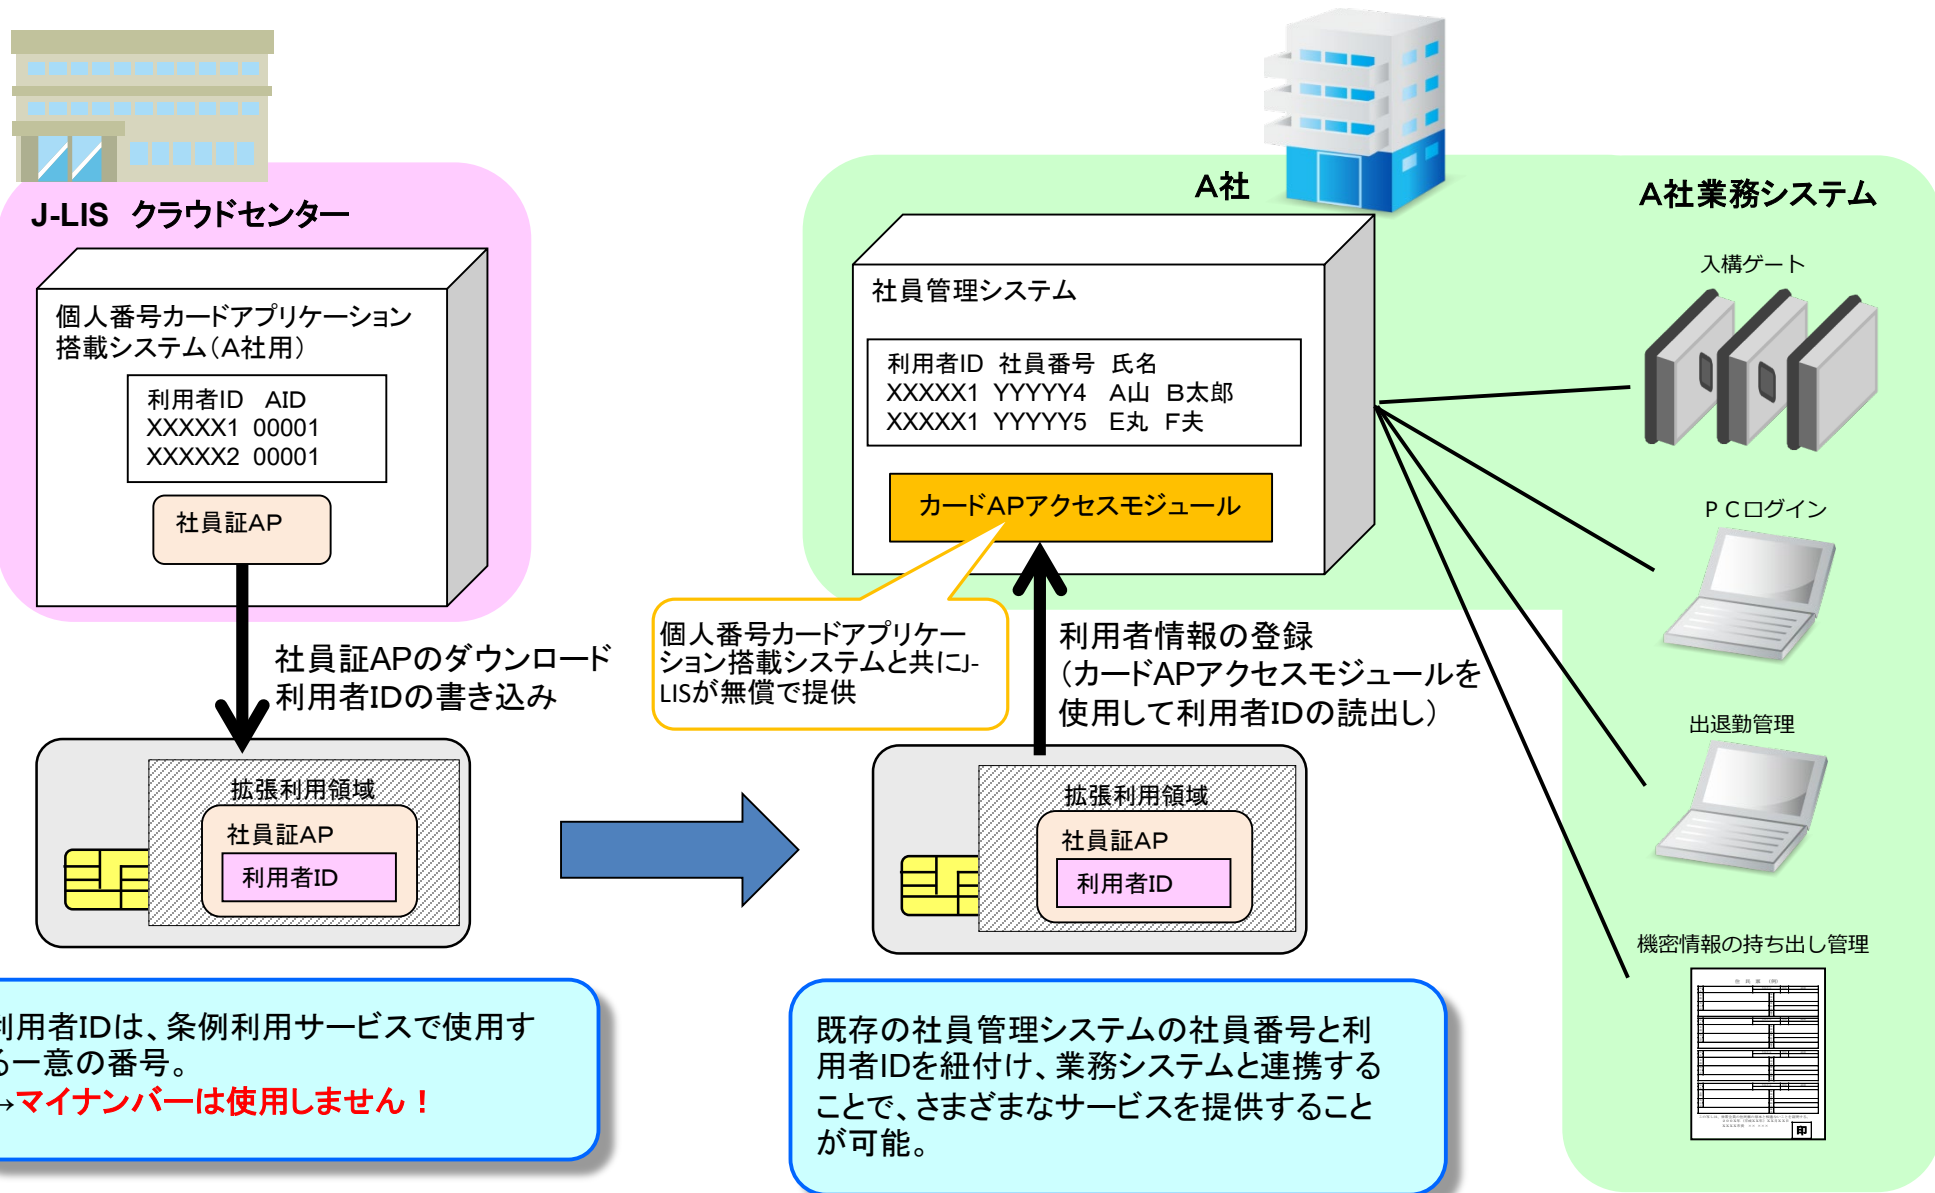 J-LIS クラウドセンター
個人番号カードアプリケーション
搭載システム（A社用）
利用者ID AID
XXXXX1 00001
XXXXX2 00001
社員証AP
社員証APのダウンロード
利用者IDの書き込み
拡張利用領域
社員証AP
利用者ID
利用者IDは、条例利用サービスで使用す
る一意の番号。
→マイナンバーは使用しません！
A社
社員管理システム
利用者ID 社員番号 氏名
XXXXX1 YYYYY4 A山 B太郎
XXXXX1 YYYYY5 E丸 F夫
カードAPアクセスモジュール
個人番号カードアプリケー
ション搭載システムと共にJ-
LISが無償で提供
利用者情報の登録
（カードAPアクセスモジュールを
使用して利用者IDの読出し）
拡張利用領域
社員証AP
利用者ID
既存の社員管理システムの社員番号と利
用者IDを紐付け、業務システムと連携する
ことで、さまざまなサービスを提供すること
が可能。
A社業務システム
入構ゲート
ＰＣログイン
出退勤管理
機密情報の持ち出し管理
印